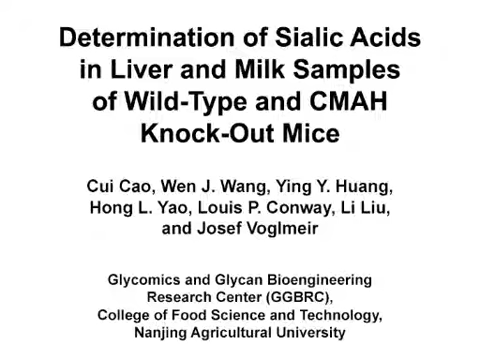 Determination of Sialic Acids
in Liver and Milk Samples
of Wild-Type and CMAH
Knock-Out Mice
Cui Cao, Wen J. Wang, Ying Y. Huang,
Hong L. Yao, Louis P. Conway, Li Liu,
and Josef Voglmeir
Glycomics and Glycan Bioengineering
Research Center (GGBRC),
College of Food Science and Technology,
Nanjing Agricultural University